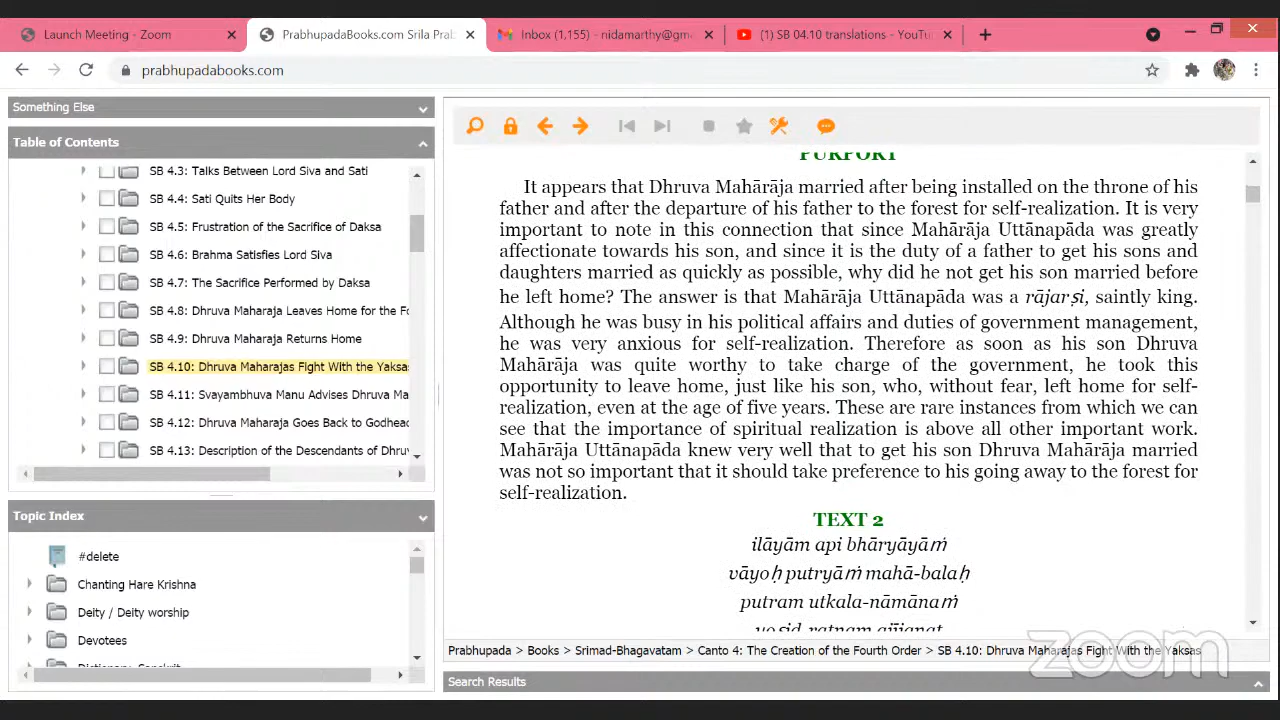 Launch Meeting - Zoom
PrabhupadaBooks.com Srila Prab
Inbox (1,155) - nidamarthy@gm
(1) SB 04.10 translations - YouTu
prabhupadabooks.com
Something Else
Table of Contents
SB 4.3: Talks Between Lord Siva and Sati
SB 4.4: Sati Quits Her Body
SB 4.5: Frustration of the Sacrifice of Daksa
SB 4.6: Brahma Satisfies Lord Siva
SB 4.7: The Sacrifice Performed by Daksa
SB 4.8: Dhruva Maharaja Leaves Home for the Fo
SB 4.9: Dhruva Maharaja Returns Home
SB 4.10: Dhruva Maharajas Fight With the Yaksas
SB 4.11: Svayambhuva Manu Advises Dhruva Ma
SB 4.12: Dhruva Maharaja Goes Back to Godhead
SB 4.13: Description of the Descendants of Dhruv
Topic Index
#delete
Chanting Hare Krishna
Deity / Deity worship
Devotees
Dictionary, Sanskrit
PURPORT
It appears that Dhruva Mahārāja married after being installed on the throne of his
father and after the departure of his father to the forest for self-realization. It is very
important to note in this connection that since Mahārāja Uttānapāda was greatly
affectionate towards his son, and since it is the duty of a father to get his sons and
daughters married as quickly as possible, why did he not get his son married before
he left home? The answer is that Mahārāja Uttānapāda was a rājarṣi, saintly king.
Although he was busy in his political affairs and duties of government management,
he was very anxious for self-realization. Therefore as soon as his son Dhruva
Mahārāja was quite worthy to take charge of the government, he took this
opportunity to leave home, just like his son, who, without fear, left home for self-
realization, even at the age of five years. These are rare instances from which we can
see that the importance of spiritual realization is above all other important work.
Mahārāja Uttānapāda knew very well that to get his son Dhruva Mahārāja married
was not so important that it should take preference to his going away to the forest for
self-realization.
TEXT 2
ilāyām api bhāryāyāṁ
vāyoḥ putryāṁ mahā-balaḥ
putram utkala-nāmānaṁ
yoṣid-ratnam ajījanat
Prabhupada > Books > Srimad-Bhagavatam > Canto 4: The Creation of the Fourth Order > SB 4.10: Dhruva Maharajas Fight With the Yaksas
Search Results
zoom